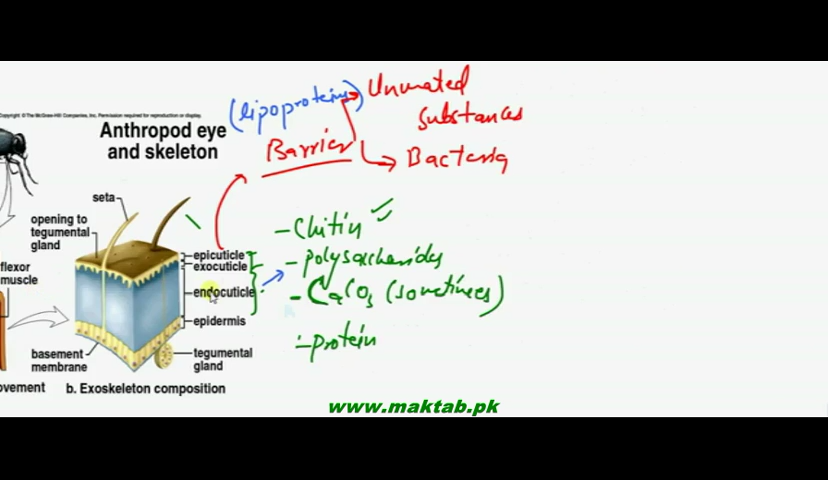 Copyright © The McGraw-Hill Companies, Inc. Permission required for reproduction or display.
Anthropod eye
and skeleton
(lipoprotein)
Unwated
substances
Barrier
Bacteria
seta
opening to
tegumental
gland
flexor
muscle
epicuticle
exocuticle
endocuticle
epidermis
basement
membrane
tegumental
gland
ovement
b. Exoskeleton composition
- Chitin
- polysaccharides
- CaCO3 (sometimes)
- protein
www.maktab.pk